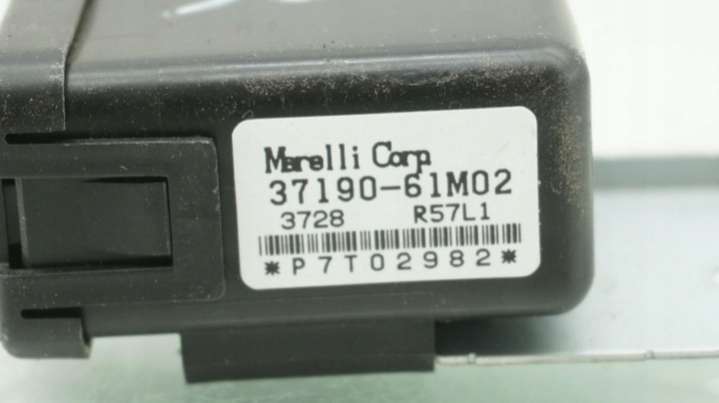 Marelli Corp.
37190-61M02
3728 R57L1
*P7T02982*